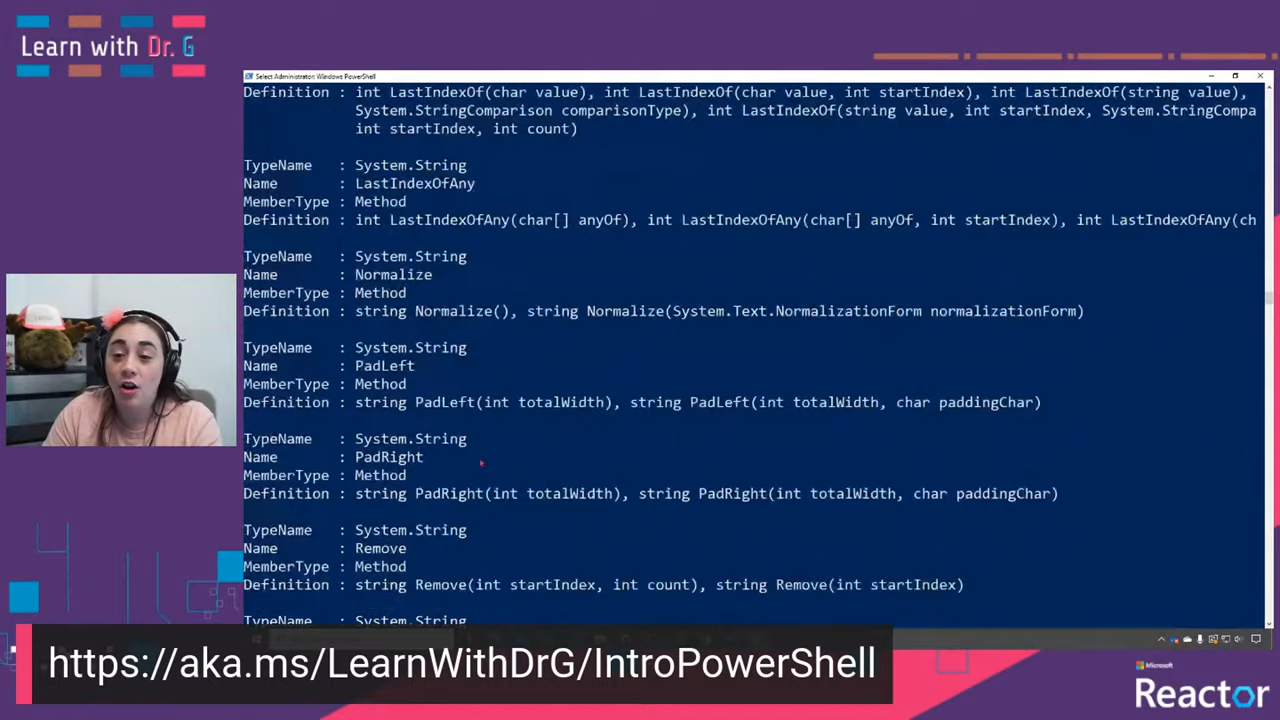 Learn with Dr. G
Select Administrator: Windows PowerShell
Definition : int LastIndexOf(char value), int LastIndexOf(char value, int startIndex), int LastIndexOf(string value),
System.StringComparison comparisonType), int LastIndexOf(string value, int startIndex, System.StringCompa
int startIndex, int count)
TypeName : System.String
Name : LastIndexOfAny
MemberType : Method
Definition : int LastIndexOfAny(char[] anyOf), int LastIndexOfAny(char[] anyOf, int startIndex), int LastIndexOfAny(ch
TypeName : System.String
Name : Normalize
MemberType : Method
Definition : string Normalize(), string Normalize(System.Text.NormalizationForm normalizationForm)
TypeName : System.String
Name : PadLeft
MemberType : Method
Definition : string PadLeft(int totalWidth), string PadLeft(int totalWidth, char paddingChar)
TypeName : System.String
Name : PadRight
MemberType : Method
Definition : string PadRight(int totalWidth), string PadRight(int totalWidth, char paddingChar)
TypeName : System.String
Name : Remove
MemberType : Method
Definition : string Remove(int startIndex, int count), string Remove(int startIndex)
TypeName : System.String
https://aka.ms/LearnWithDrG/IntroPowerShell
Microsoft
Reactor